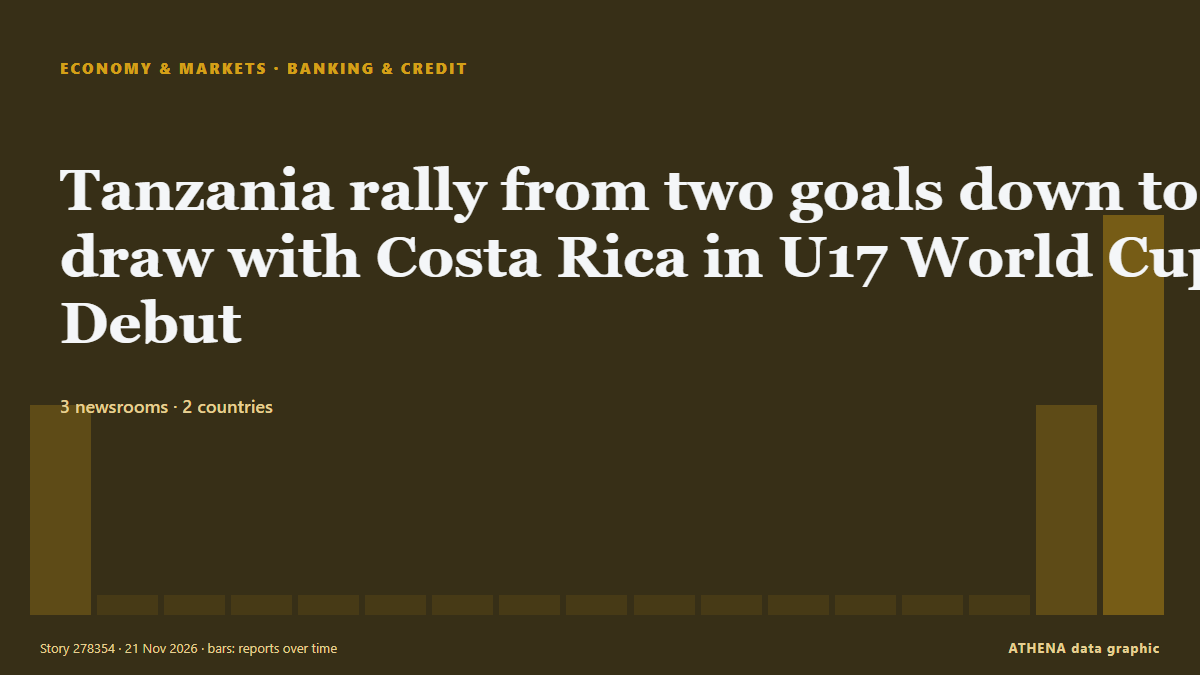 ECONOMY & MARKETS · BANKING & CREDIT
Tanzania rally from two goals down to
draw with Costa Rica in U17 World Cup
Debut
3 newsrooms · 2 countries
Story 278354 · 21 Nov 2026 · bars: reports over time
ATHENA data graphic